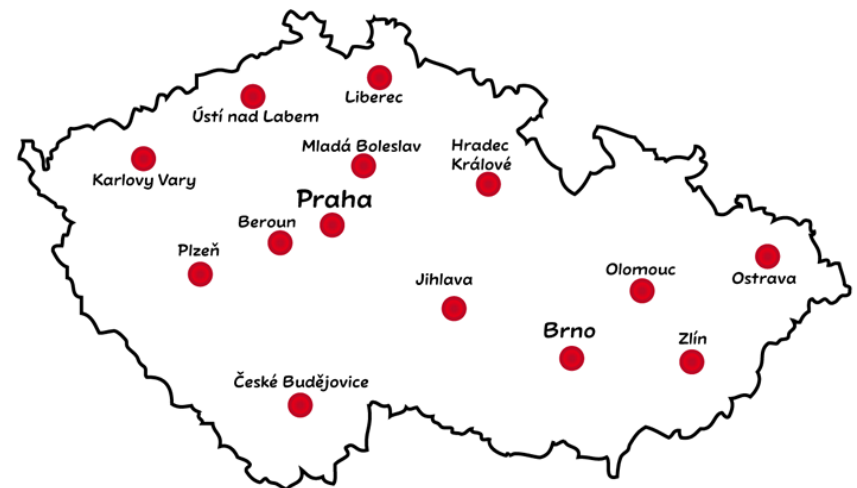 Liberec
Ústí nad Labem
Mladá Boleslav
Hradec
Králové
Karlovy Vary
Praha
Beroun
Plzeň
Jihlava
Olomouc
Ostrava
Brno
Zlín
České Budějovice